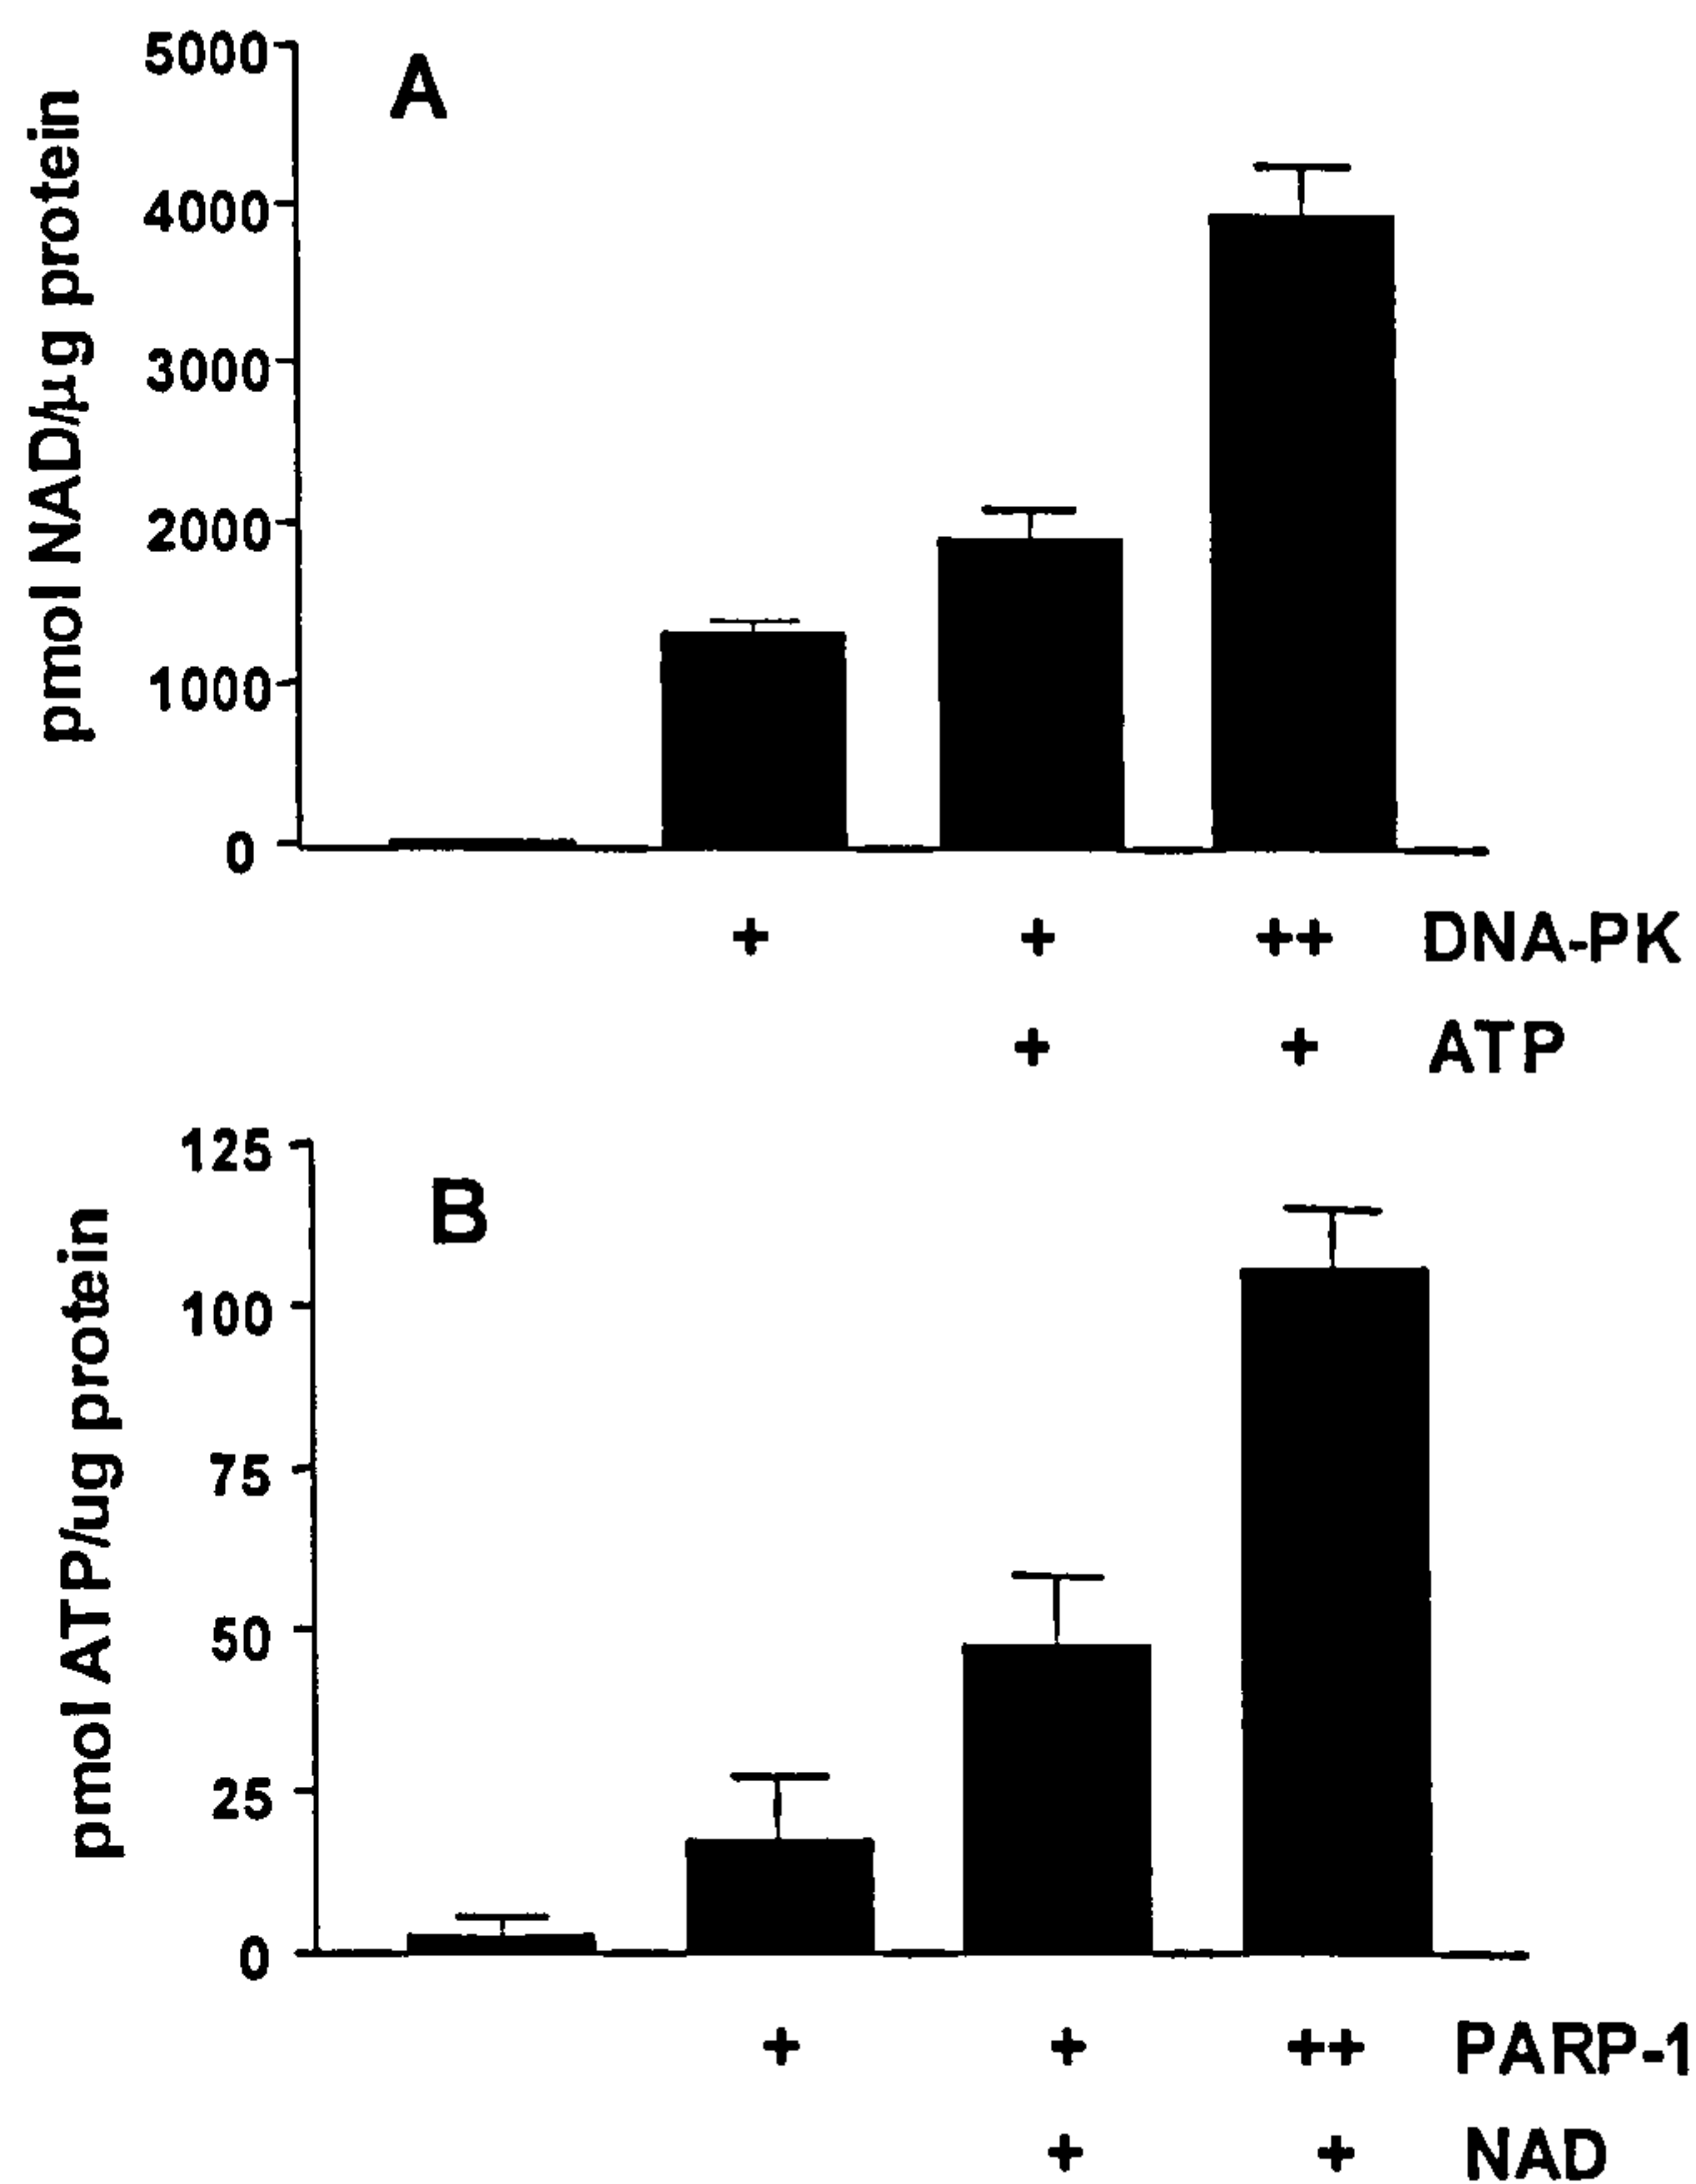 A
pmol NAD/μg protein
5000
4000
3000
2000
1000
0
+ + ++ DNA-PK
+ + ATP
B
pmol ATP/ug protein
125
100
75
50
25
0
+ + ++ PARP-1
+ + NAD